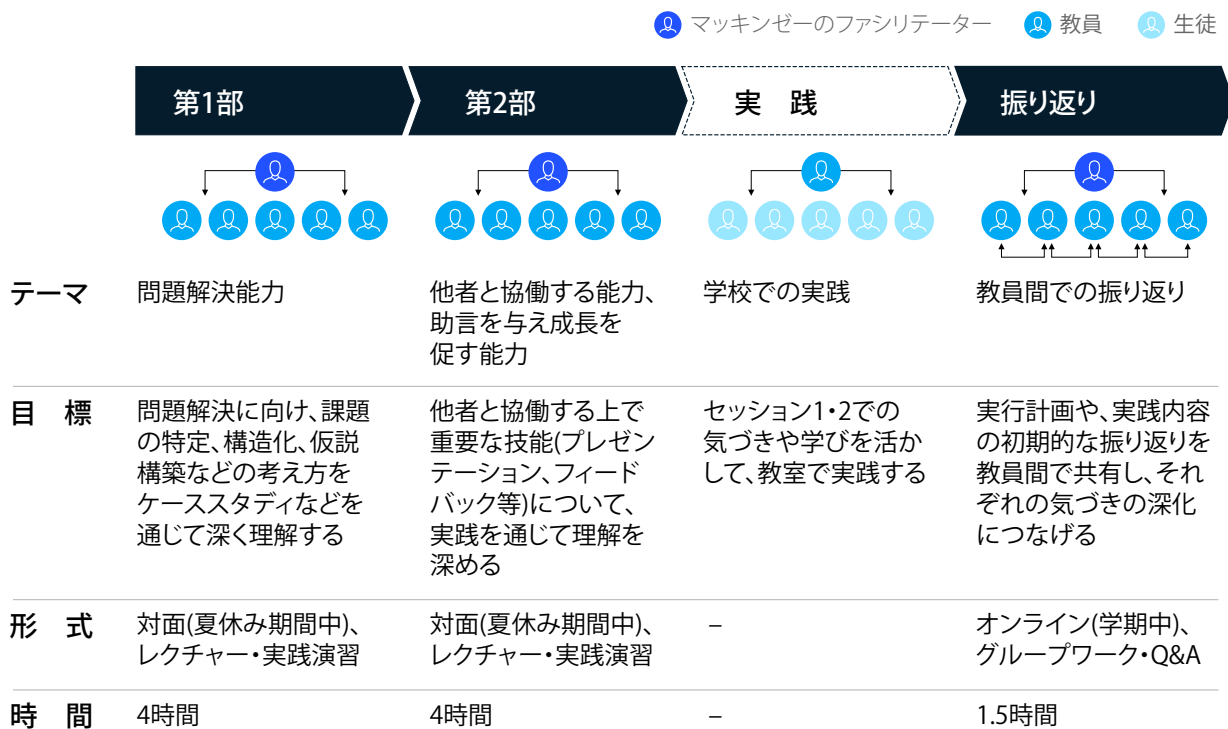 マッキンゼーのファシリテーター 教員 生徒
第1部 第2部 実 践 振り返り
テーマ
問題解決能力
他者と協働する能力、
助言を与え成長を
促す能力
学校での実践
教員間での振り返り
目 標
問題解決に向け、課題
の特定、構造化、仮説
構築などの考え方を
ケーススタディなどを
通じて深く理解する
他者と協働する上で
重要な技能(プレゼン
テーション、フィード
バック等)について、
実践を通じて理解を
深める
セッション1・2での
気づきや学びを活か
して、教室で実践する
実行計画や、実践内容
の初期的な振り返りを
教員間で共有し、それ
ぞれの気づきの深化
につなげる
形 式
対面(夏休み期間中)、
レクチャー・実践演習
対面(夏休み期間中)、
レクチャー・実践演習
–
オンライン(学期中)、
グループワーク・Q&A
時 間
4時間
4時間
–
1.5時間